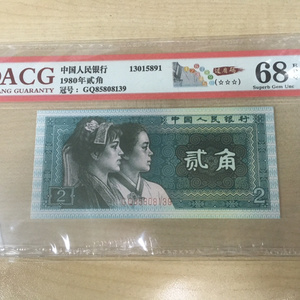 ACG
中国人民银行
1980年贰角
冠号：GQ85808139
13015891
(☆☆☆)
68
Superb Gem Unc
ANG GUARANTY
中国人民银行
贰角
2
2